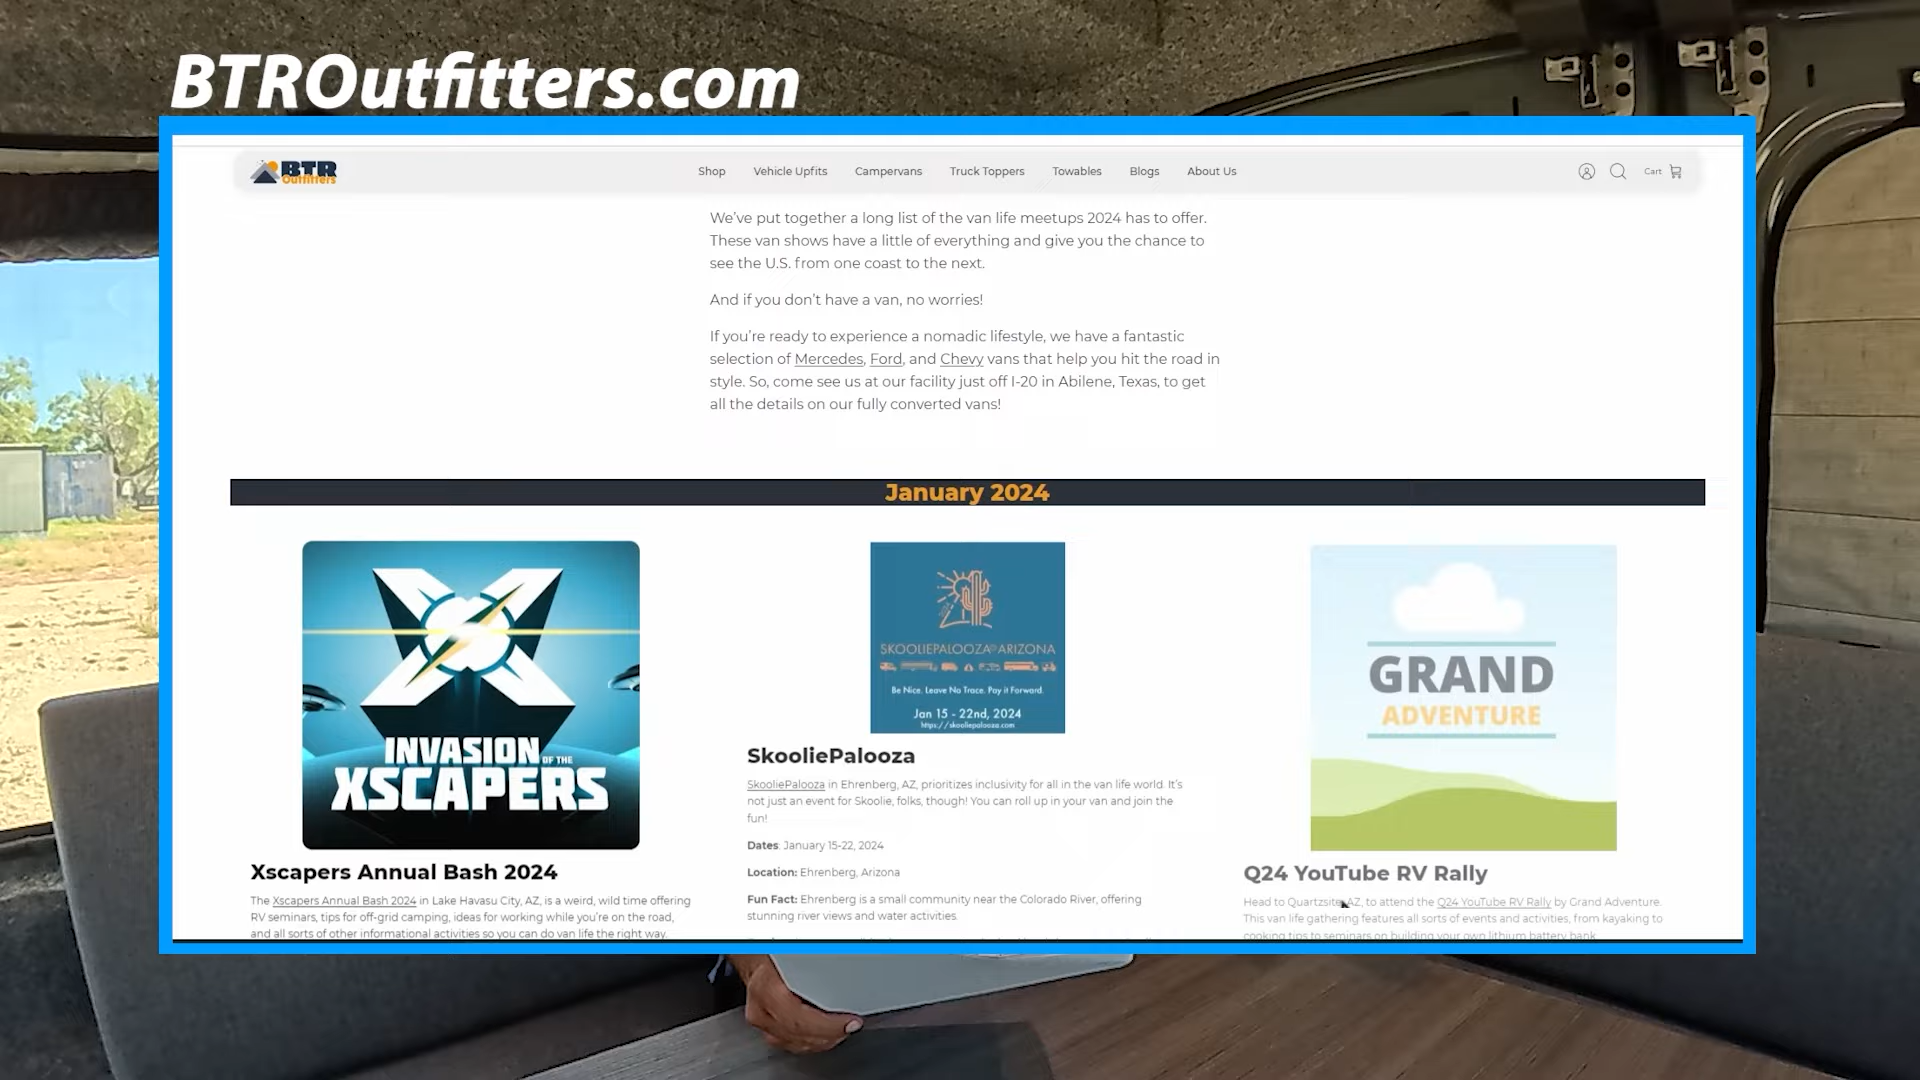 BTROutfitters.com
BTR
Outfitters
Shop Vehicle Upfits Campervans Truck Toppers Towables Blogs About Us Cart
We’ve put together a long list of the van life meetups 2024 has to offer.
These van shows have a little of everything and give you the chance to
see the U.S. from one coast to the next.
And if you don’t have a van, no worries!
If you’re ready to experience a nomadic lifestyle, we have a fantastic
selection of Mercedes, Ford, and Chevy vans that help you hit the road in
style. So, come see us at our facility just off I-20 in Abilene, Texas, to get
all the details on our fully converted vans!
January 2024
X
INVASION OF THE
XSCAPERS
Xscapers Annual Bash 2024
The Xscapers Annual Bash 2024 in Lake Havasu City, AZ, is a weird, wild time offering
RV seminars, tips for off-grid camping, ideas for working while you’re on the road,
and all sorts of other informational activities so you can do van life the right way.
SKOOLIEPALOOZA ARIZONA
Be Nice. Leave No Trace. Pay it Forward.
Jan 15 - 22nd, 2024
https://skooliepalooza.com
SkooliePalooza
SkooliePalooza in Ehrenberg, AZ, prioritizes inclusivity for all in the van life world. It’s
not just an event for Skoolie, folks, though! You can roll up in your van and join the
fun!
Dates: January 15-22, 2024
Location: Ehrenberg, Arizona
Fun Fact: Ehrenberg is a small community near the Colorado River, offering
stunning river views and water activities.
GRAND
ADVENTURE
Q24 YouTube RV Rally
Head to Quartzsite, AZ, to attend the Q24 YouTube RV Rally by Grand Adventure.
This van life gathering features all sorts of events and activities, from kayaking to
cooking tips to seminars on building your own lithium battery bank.